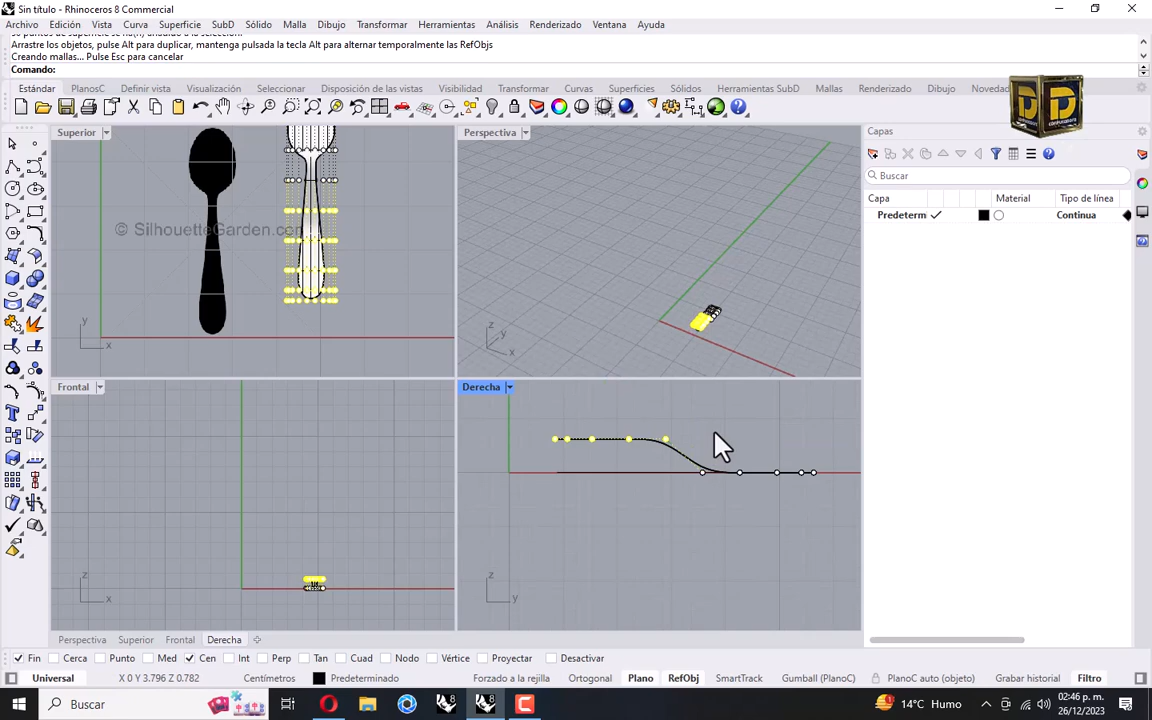 Sin título - Rhinoceros 8 Commercial
Archivo Edición Vista Curva Superficie SubD Sólido Malla Dibujo Transformar Herramientas Análisis Renderizado Ventana Ayuda
Arrastre los objetos, pulse Alt para duplicar, mantenga pulsada la tecla Alt para alternar temporalmente las RefObjs
Creando mallas... Pulse Esc para cancelar
Comando:
Estándar PlanosC Definir vista Visualización Seleccionar Disposición de las vistas Visibilidad Transformar Curvas Superficies Sólidos Herramientas SubD Mallas Renderizado Dibujo Novedad
Superior
Perspectiva
Capas
Buscar
Capa Material Tipo de línea
Predeterm Continua
© SilhouetteGarden.com
y x
z y x
Frontal
Derecha
z x
z y
Perspectiva Superior Frontal Derecha
Fin Cerca Punto Med Cen Int Perp Tan Cuad Nodo Vértice Proyectar Desactivar
Universal X 0 Y 3.796 Z 0.782 Centímetros Predeterminado Forzado a la rejilla Ortogonal Plano RefObj SmartTrack Gumball (PlanoC) PlanoC auto (objeto) Grabar historial Filtro
Buscar
14°C Humo
02:46 p. m.
26/12/2023